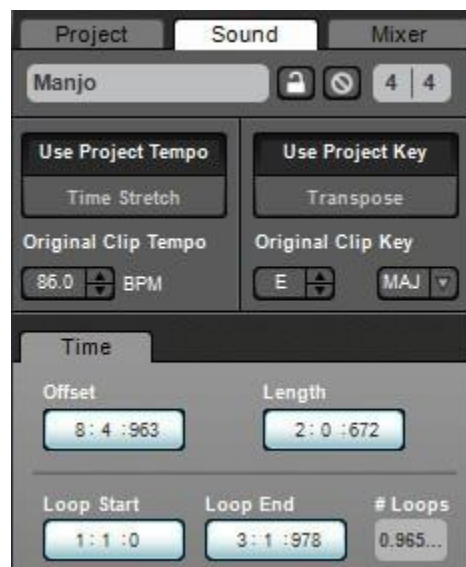 Project Sound Mixer
Manjo 4 4
Use Project Tempo Use Project Key
Time Stretch Transpose
Original Clip Tempo Original Clip Key
86.0 BPM E MAJ
Time
Offset Length
8: 4 :963 2: 0 :672
Loop Start Loop End # Loops
1: 1 :0 3: 1 :978 0.965...